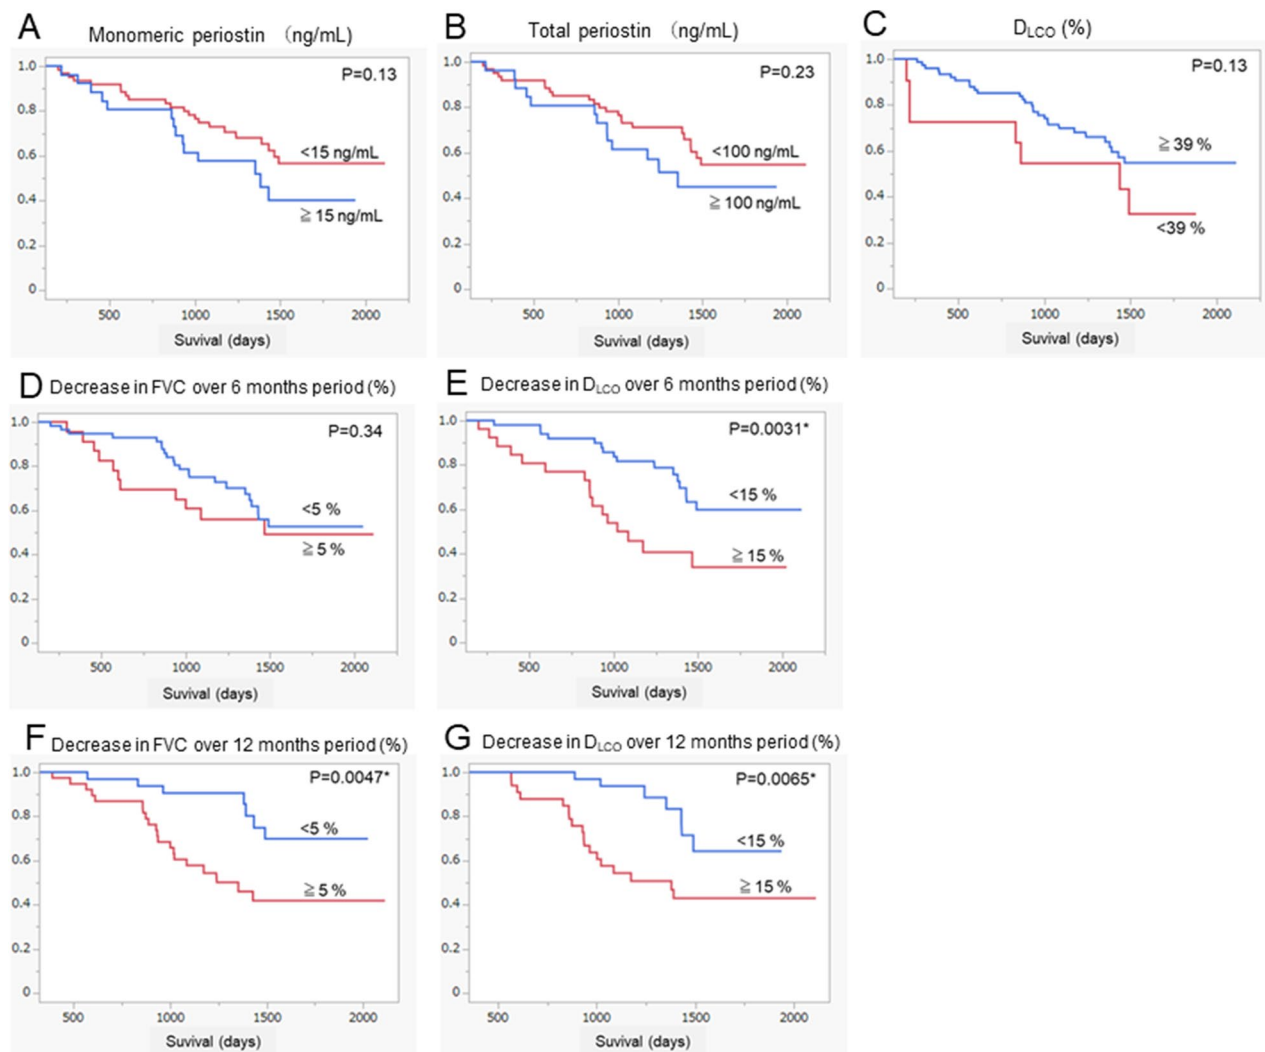 A Monomeric periostin （ng/mL)
1.0
0.8
0.6
0.4
0.2
0
P=0.13
<15 ng/mL
≧ 15 ng/mL
500 1000 1500 2000
Suvival (days)
B Total periostin （ng/mL)
1.0
0.8
0.6
0.4
0.2
0
P=0.23
<100 ng/mL
≧ 100 ng/mL
500 1000 1500 2000
Suvival (days)
C DLCO (%)
1.0
0.8
0.6
0.4
0.2
0
P=0.13
≧ 39 %
<39 %
500 1000 1500 2000
Suvival (days)
D Decrease in FVC over 6 months period (%)
1.0
0.8
0.6
0.4
0.2
0
P=0.34
<5 %
≧ 5 %
500 1000 1500 2000
Suvival (days)
E Decrease in DLCO over 6 months period (%)
1.0
0.8
0.6
0.4
0.2
0
P=0.0031*
<15 %
≧ 15 %
500 1000 1500 2000
Suvival (days)
F Decrease in FVC over 12 months period (%)
1.0
0.8
0.6
0.4
0.2
0
P=0.0047*
<5 %
≧ 5 %
500 1000 1500 2000
Suvival (days)
G Decrease in DLCO over 12 months period (%)
1.0
0.8
0.6
0.4
0.2
0
P=0.0065*
<15 %
≧ 15 %
500 1000 1500 2000
Suvival (days)